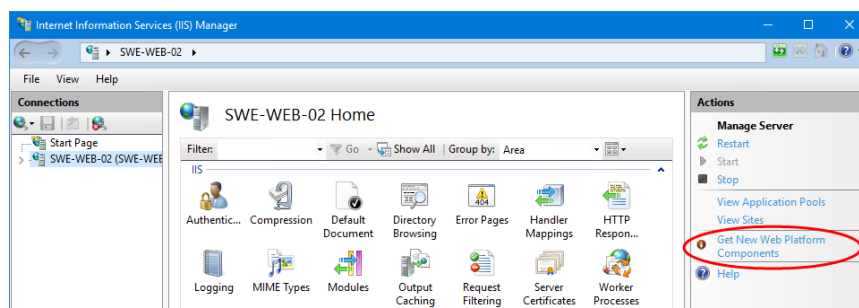 Internet Information Services (IIS) Manager
SWE-WEB-02
File View Help
Connections
Start Page
SWE-WEB-02 (SWE-WEE
SWE-WEB-02 Home
Filter: Go Show All Group by: Area
IIS
Authentic... Compression Default Document Directory Browsing Error Pages Handler Mappings HTTP Respon...
Logging MIME Types Modules Output Caching Request Filtering Server Certificates Worker Processes
Actions
Manage Server
Restart
Start
Stop
View Application Pools
View Sites
Get New Web Platform
Components
Help